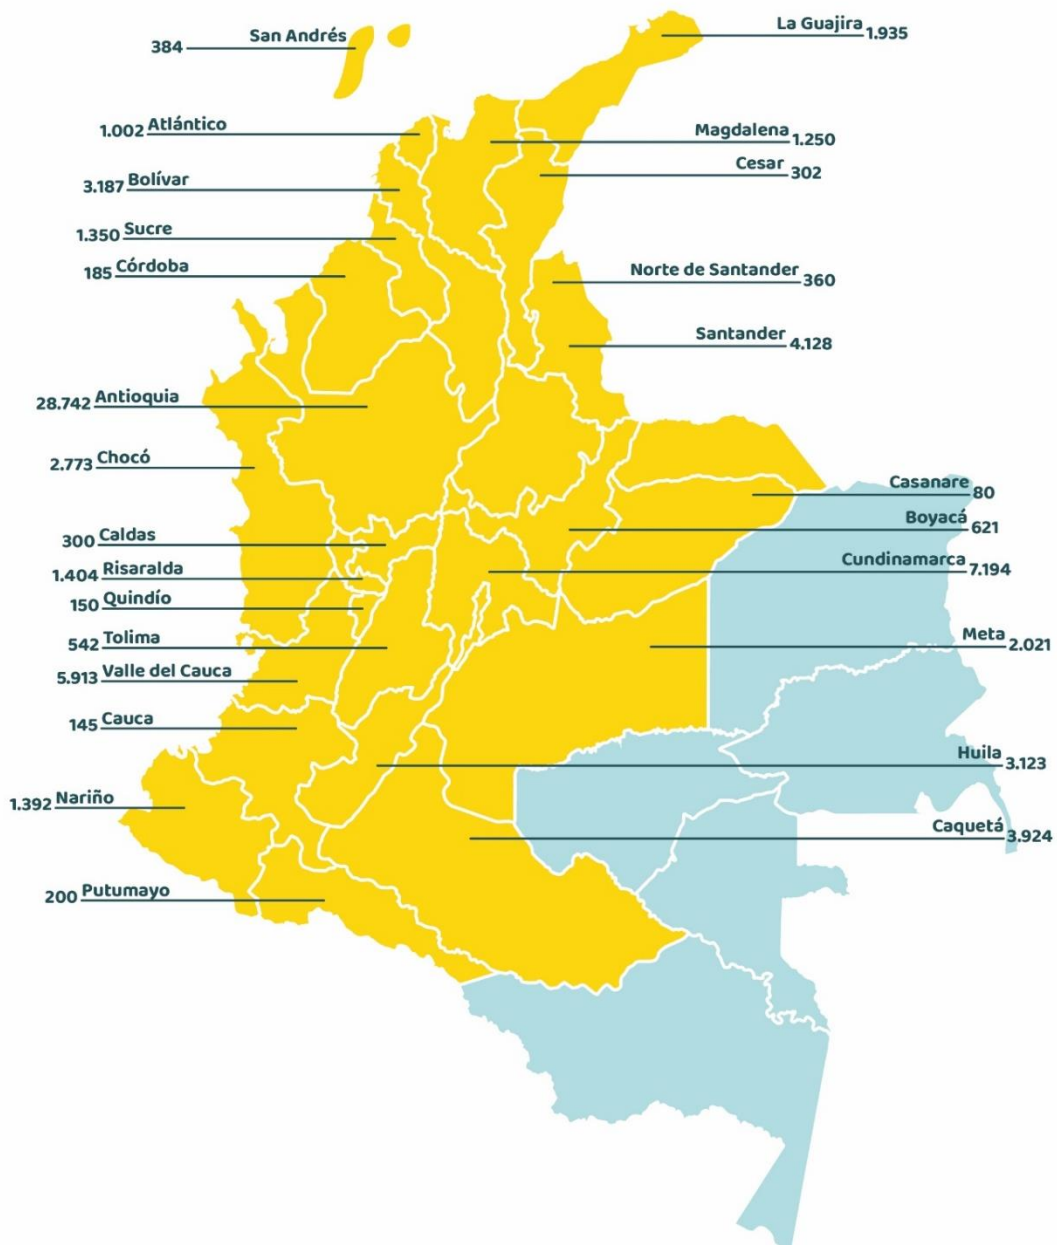 San Andrés
384
La Guajira
1.935
1.002 Atlántico
Magdalena
1.250
Cesar
302
3.187 Bolívar
1.350 Sucre
185 Córdoba
Norte de Santander
360
Santander
4.128
28.742 Antioquia
2.773 Chocó
Casanare
80
Boyacá
621
300 Caldas
Cundinamarca
7.194
1.404 Risaralda
150 Quindío
542 Tolima
Meta
2.021
5.913 Valle del Cauca
145 Cauca
Huila
3.123
1.392 Nariño
Caquetá
3.924
200 Putumayo